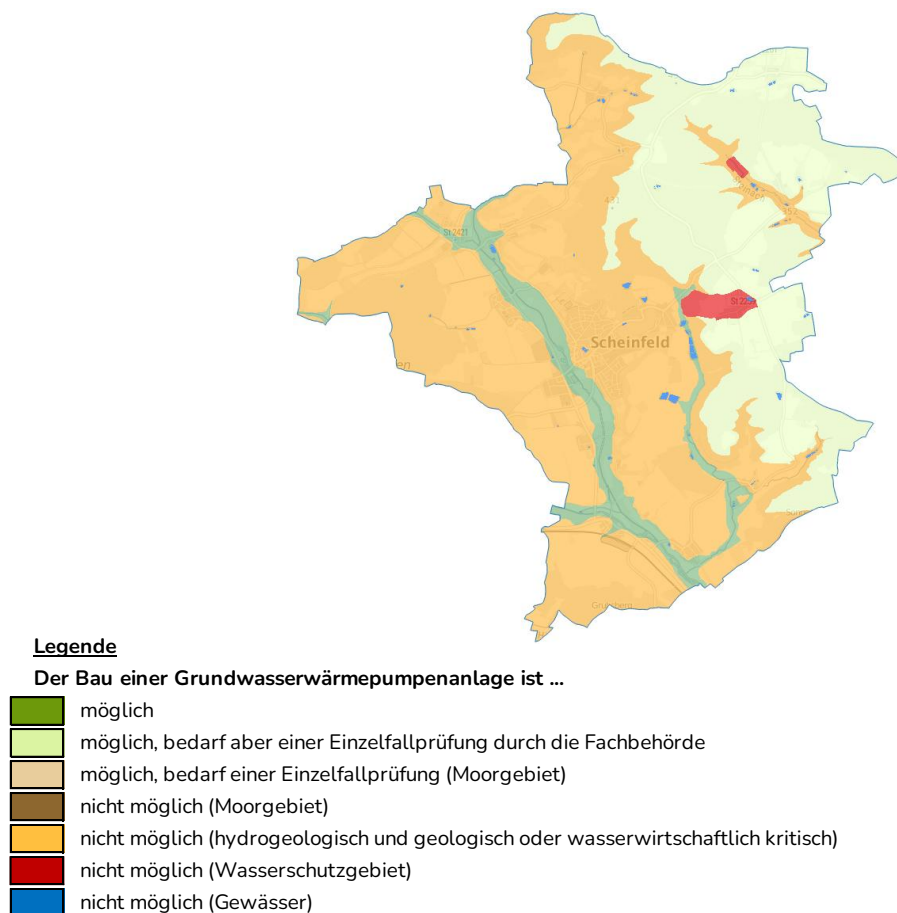 St 2421
Scheinfeld
Legende
Der Bau einer Grundwasserwärmepumpenanlage ist ...
möglich
möglich, bedarf aber einer Einzelfallprüfung durch die Fachbehörde
möglich, bedarf einer Einzelfallprüfung (Moorgebiet)
nicht möglich (Moorgebiet)
nicht möglich (hydrogeologisch und geologisch oder wasserwirtschaftlich kritisch)
nicht möglich (Wasserschutzgebiet)
nicht möglich (Gewässer)